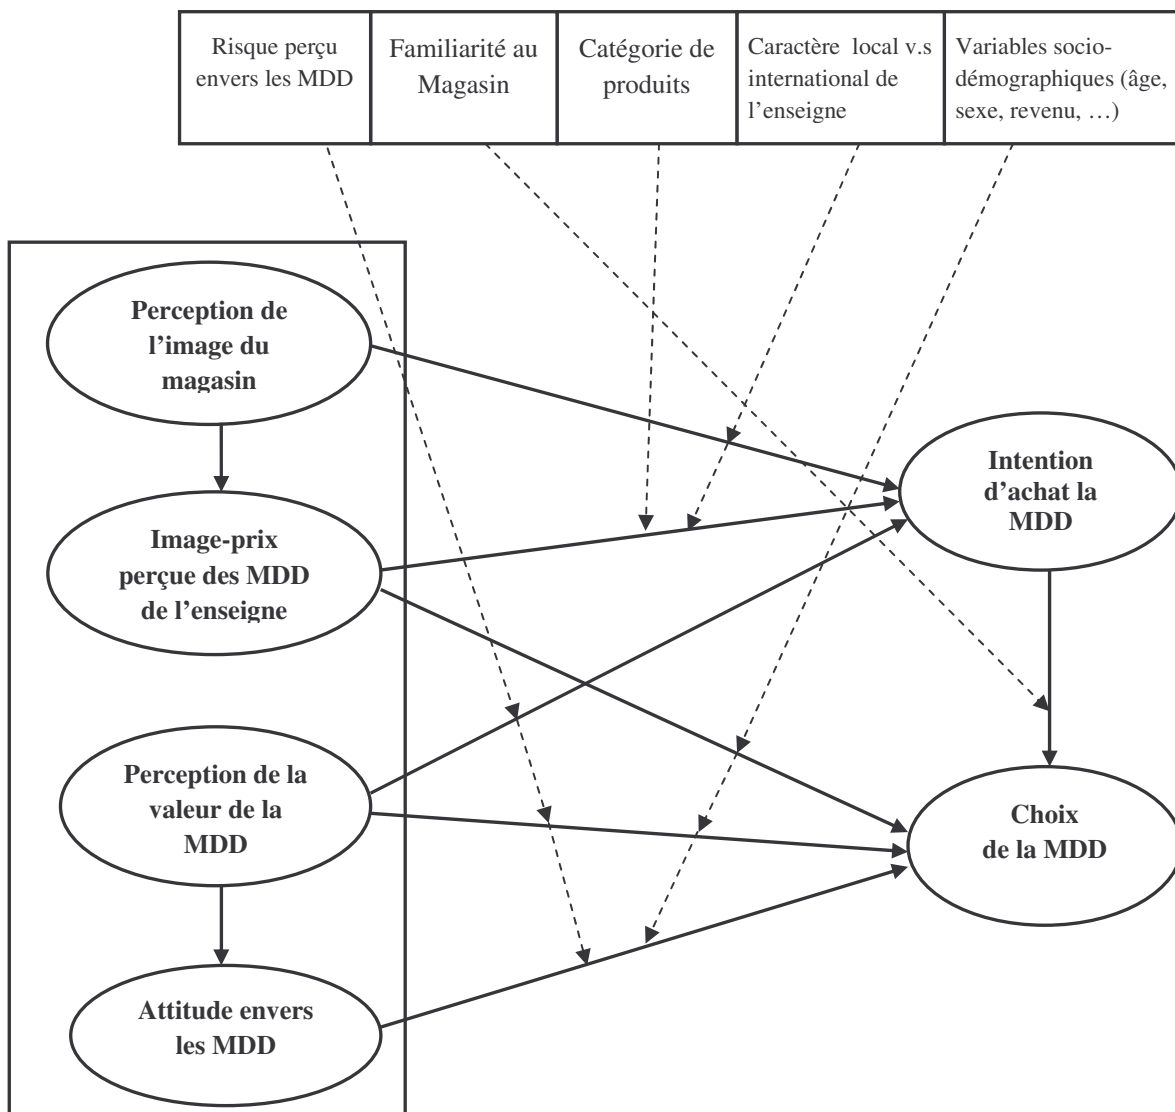 Risque perçu
envers les MDD
Familiarité au
Magasin
Catégorie de
produits
Caractère local v.s
international de
l’enseigne
Variables socio-
démographiques (âge,
sexe, revenu, …)
Perception de
l’image du
magasin
Intention
d’achat la
MDD
Image-prix
perçue des MDD
de l’enseigne
Perception de la
valeur de la
MDD
Choix
de la MDD
Attitude envers
les MDD